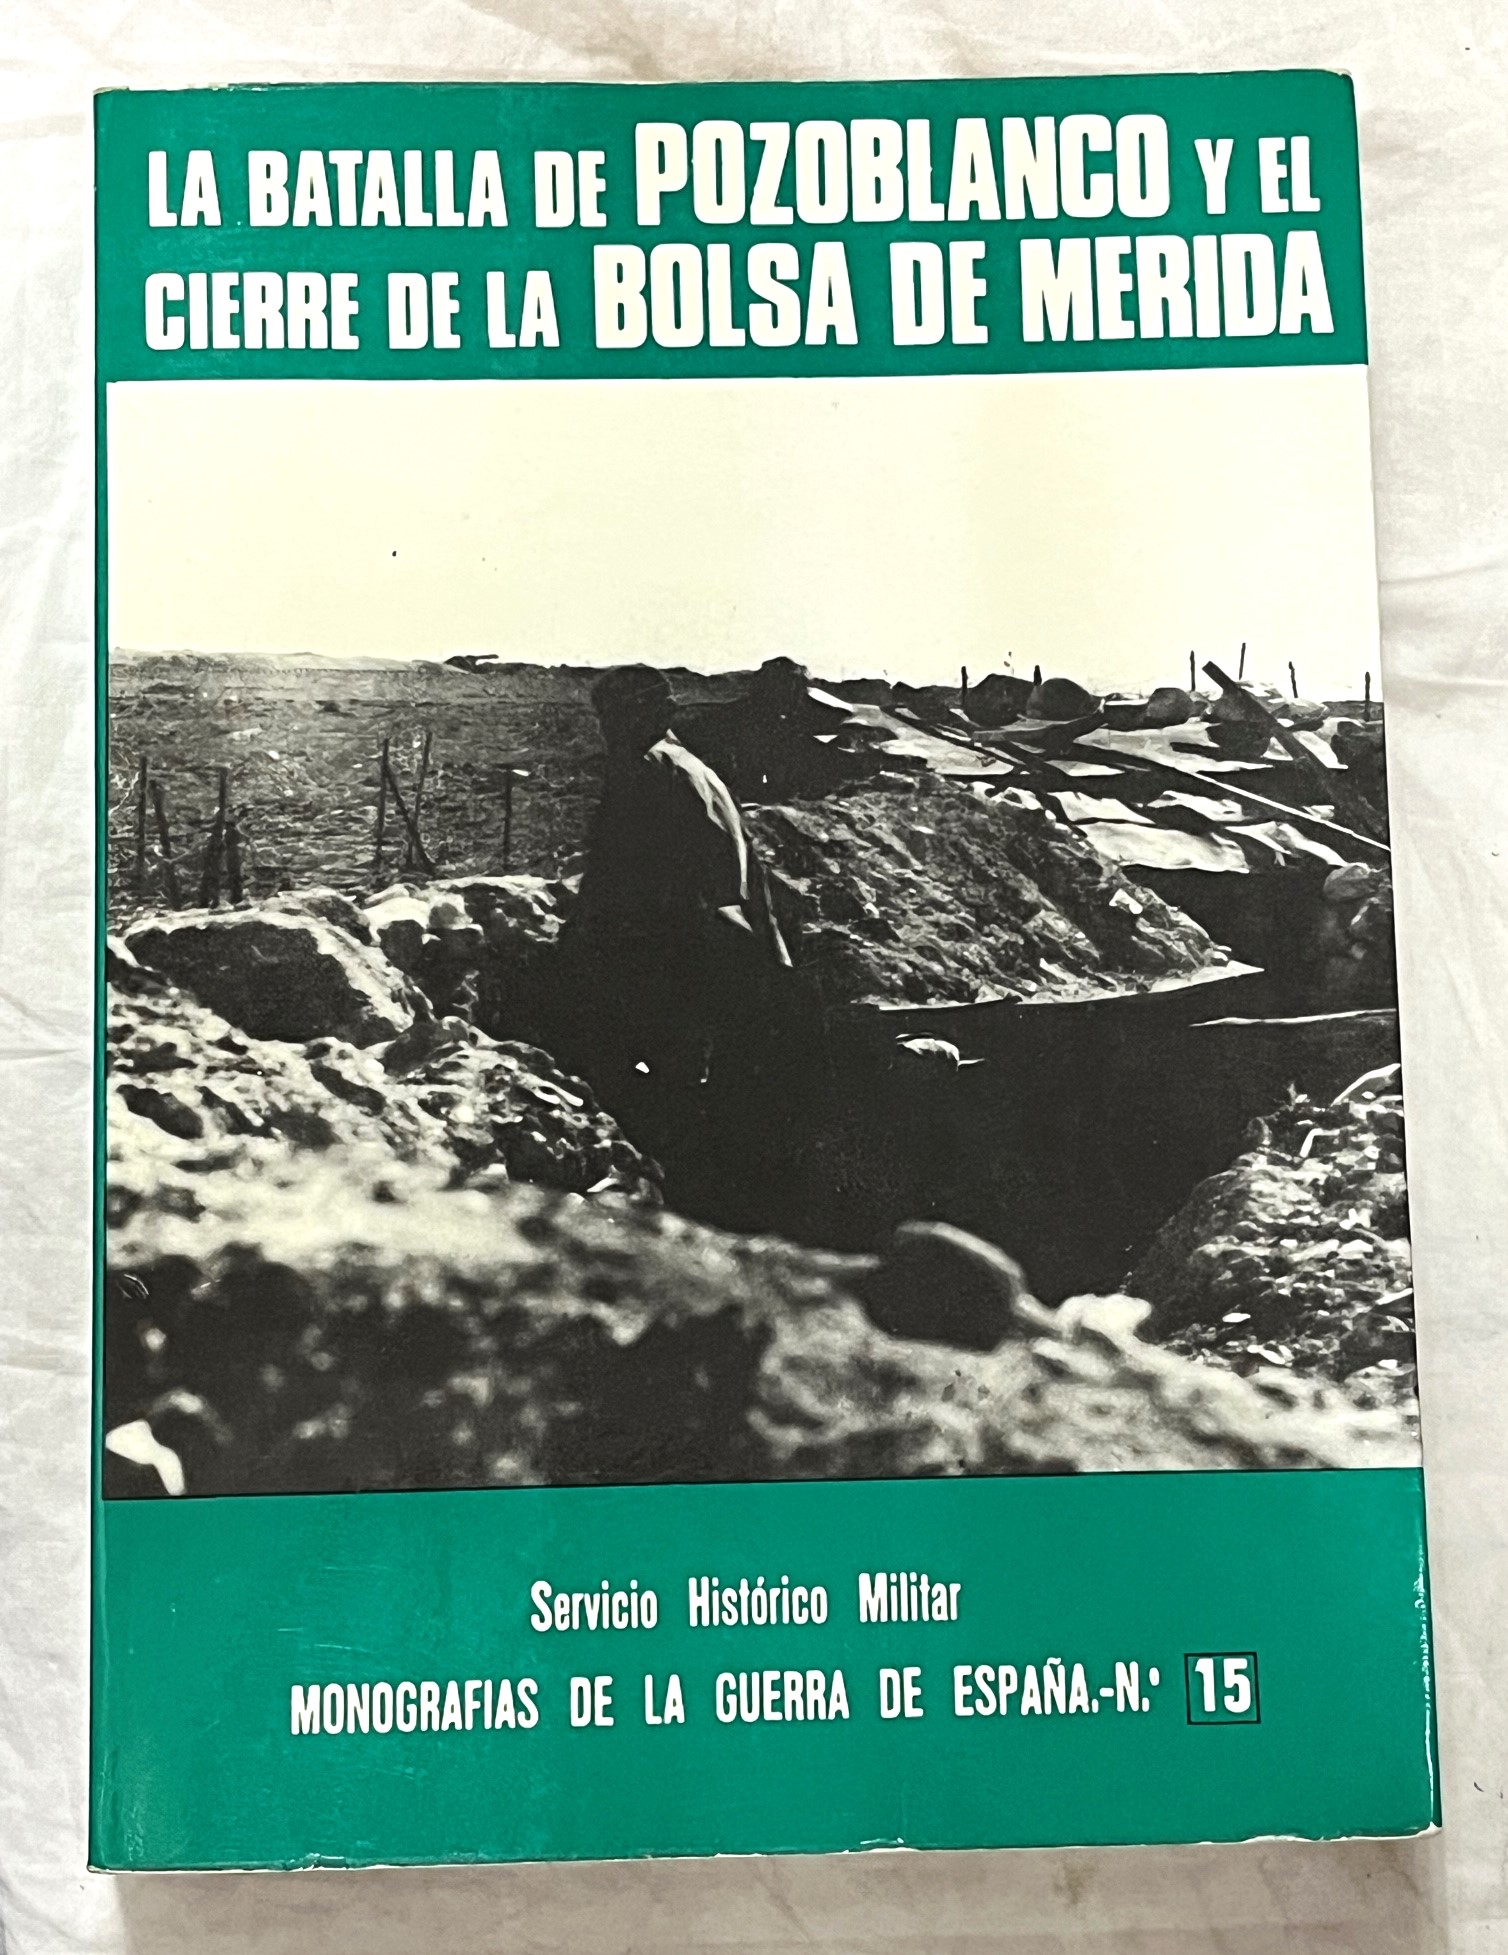 LA BATALLA DE POZOBLANCO Y EL
CIERRE DE LA BOLSA DE MERIDA
Servicio Histórico Militar
MONOGRAFIAS DE LA GUERRA DE ESPAÑA.-N.º 15